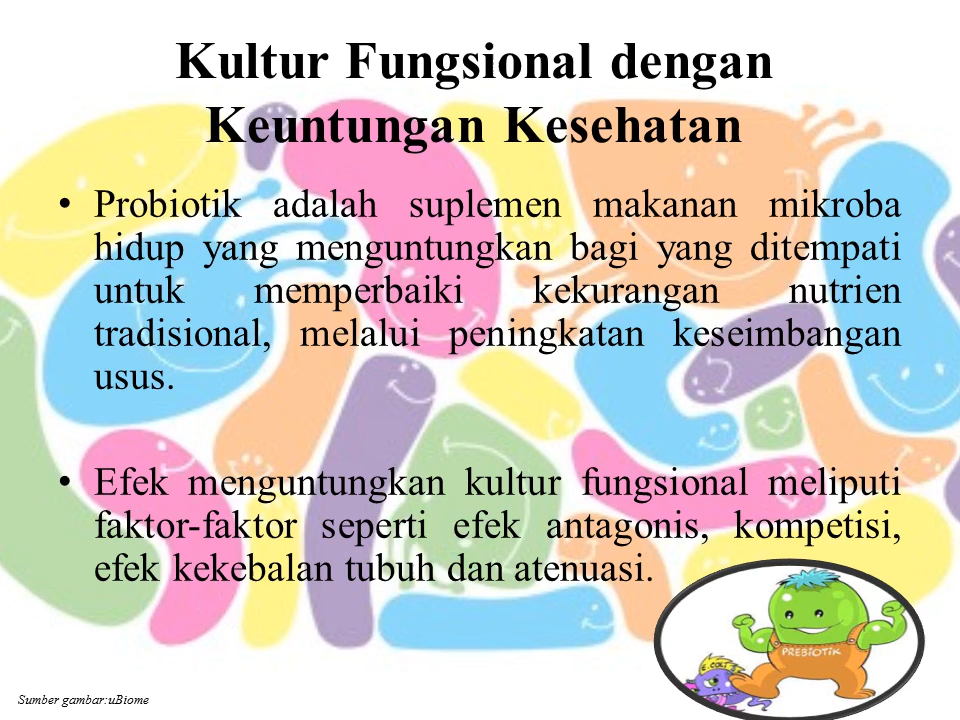 Kultur Fungsional dengan
Keuntungan Kesehatan
• Probiotik adalah suplemen makanan mikroba
hidup yang menguntungkan bagi yang ditempati
untuk memperbaiki kekurangan nutrien
tradisional, melalui peningkatan keseimbangan
usus.
• Efek menguntungkan kultur fungsional meliputi
faktor-faktor seperti efek antagonis, kompetisi,
efek kekebalan tubuh dan atenuasi.
PREBIOTIK
E.COLI
Sumber gambar:uBiome